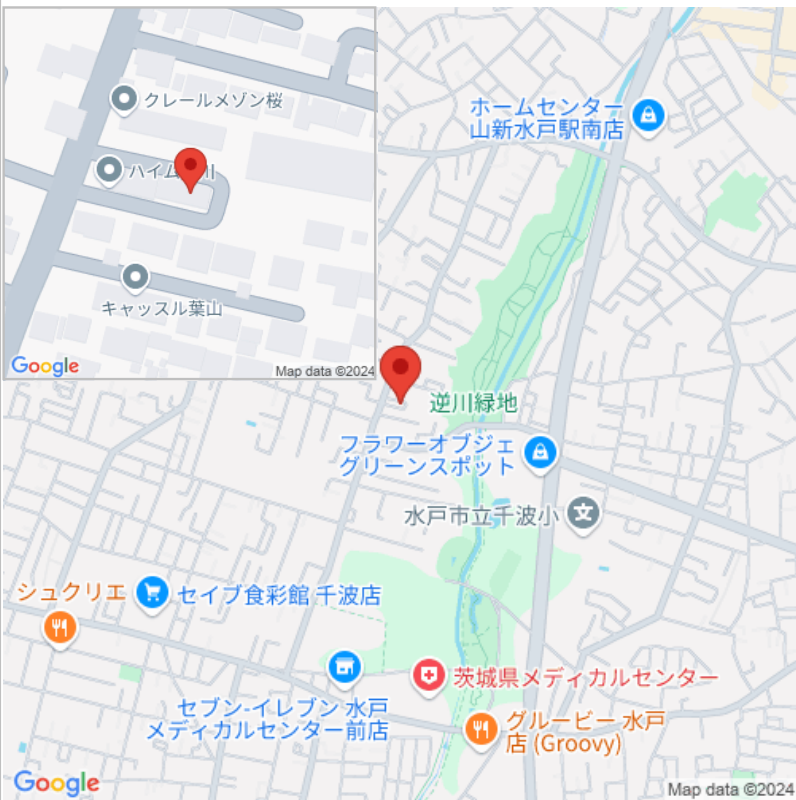 クレールメゾン桜
ハイム
川
キャッスル葉山
Google
Map data ©2024
ホームセンター
山新水戸駅南店
逆川緑地
フラワーオブジェ
グリーンスポット
水戸市立千波小
文
シュクリエ
セイブ食彩館 千波店
セブン-イレブン 水戸
メディカルセンター前店
茨城県メディカルセンター
グルービー 水戸
店 (Groovy)
Google
Map data ©2024